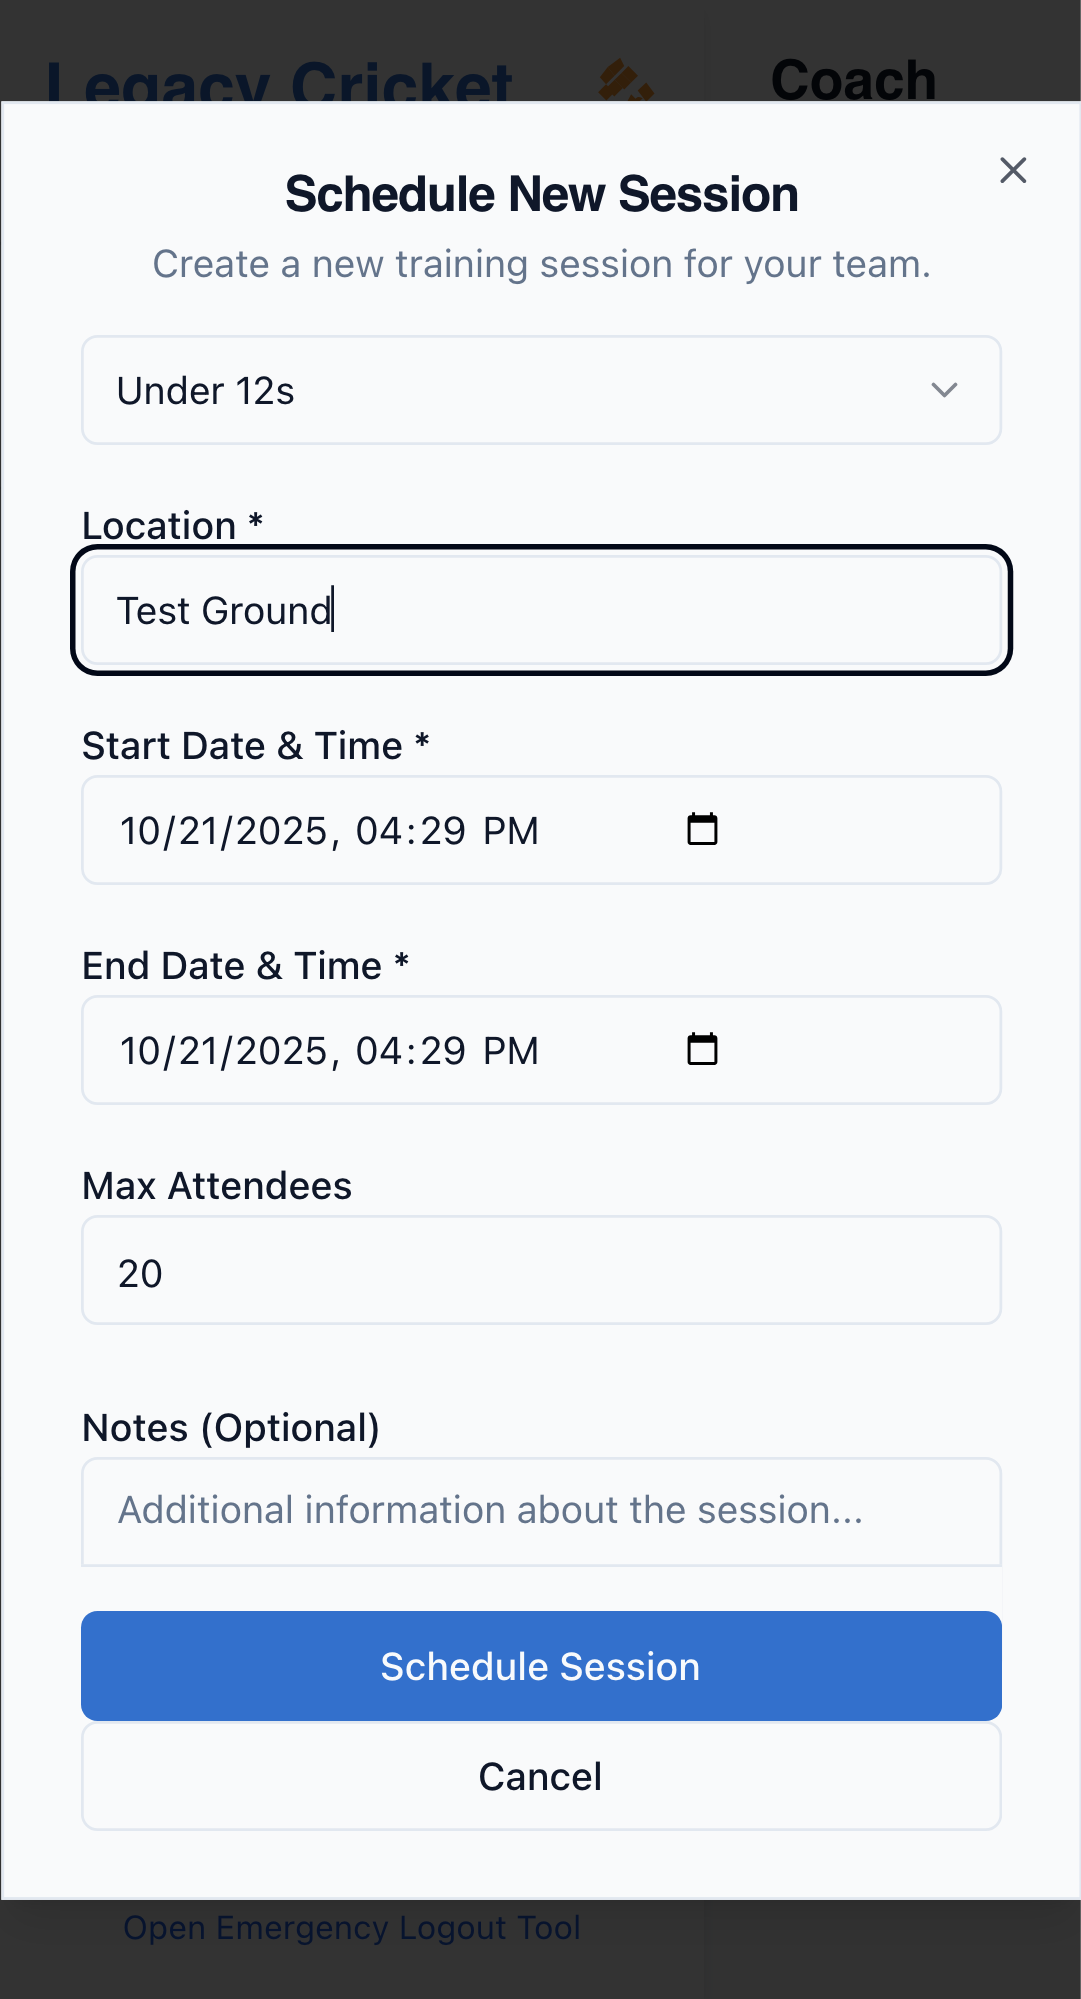 Legacy Cricket
Coach
Schedule New Session
Create a new training session for your team.
Under 12s
Location *
Test Ground
Start Date & Time *
10/21/2025, 04:29 PM
End Date & Time *
10/21/2025, 04:29 PM
Max Attendees
20
Notes (Optional)
Additional information about the session...
Schedule Session
Cancel
Open Emergency Logout Tool